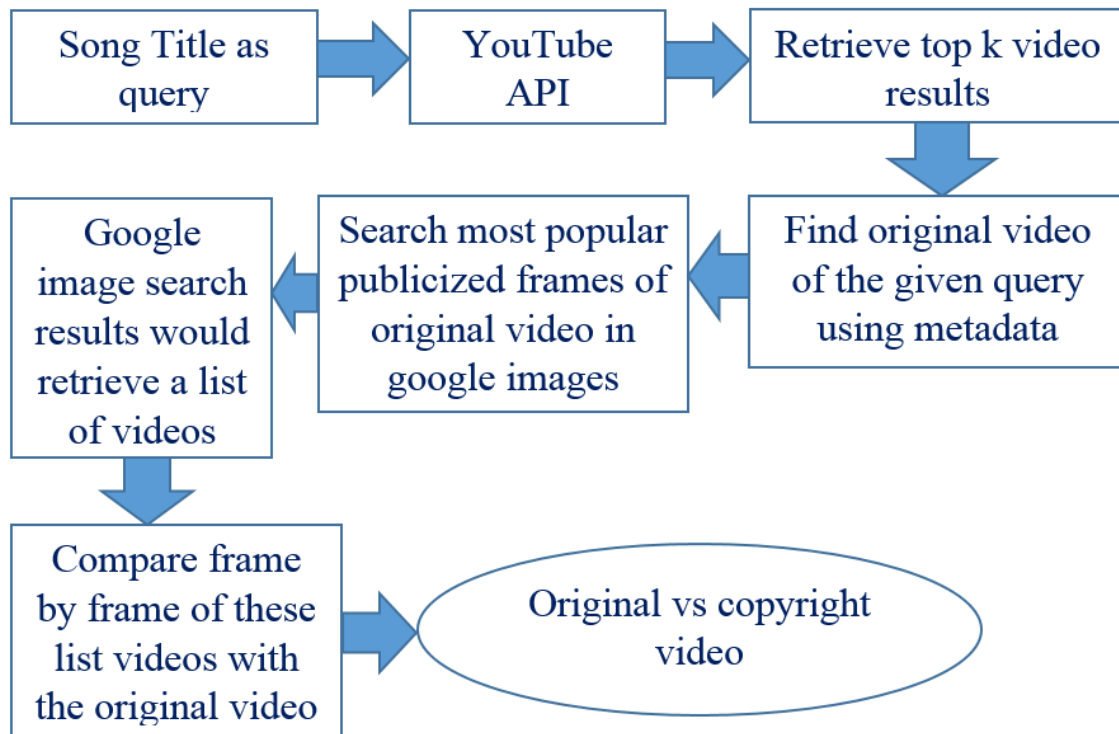 Song Title as
query
YouTube
API
Retrieve top k video
results
Find original video
of the given query
using metadata
Search most popular
publicized frames of
original video in
google images
Google
image search
results would
retrieve a list
of videos
Compare frame
by frame of these
list videos with
the original video
Original vs copyright
video